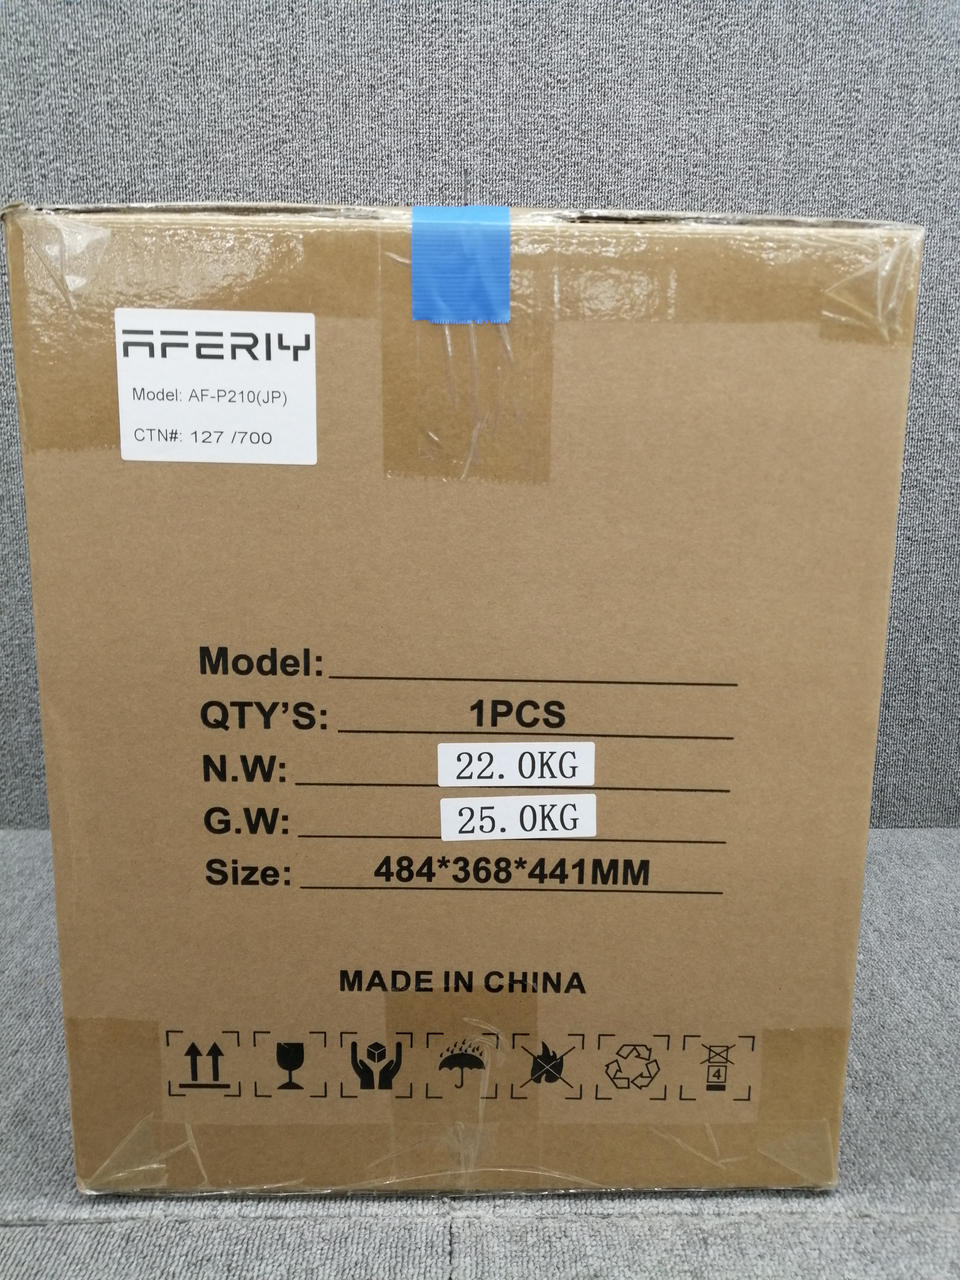 AFERIY
Model: AF-P210(JP)
CTN#: 127 /700
Model:
QTY'S: 1PCS
N.W: 22.0KG
G.W: 25.0KG
Size: 484*368*441MM
MADE IN CHINA
4